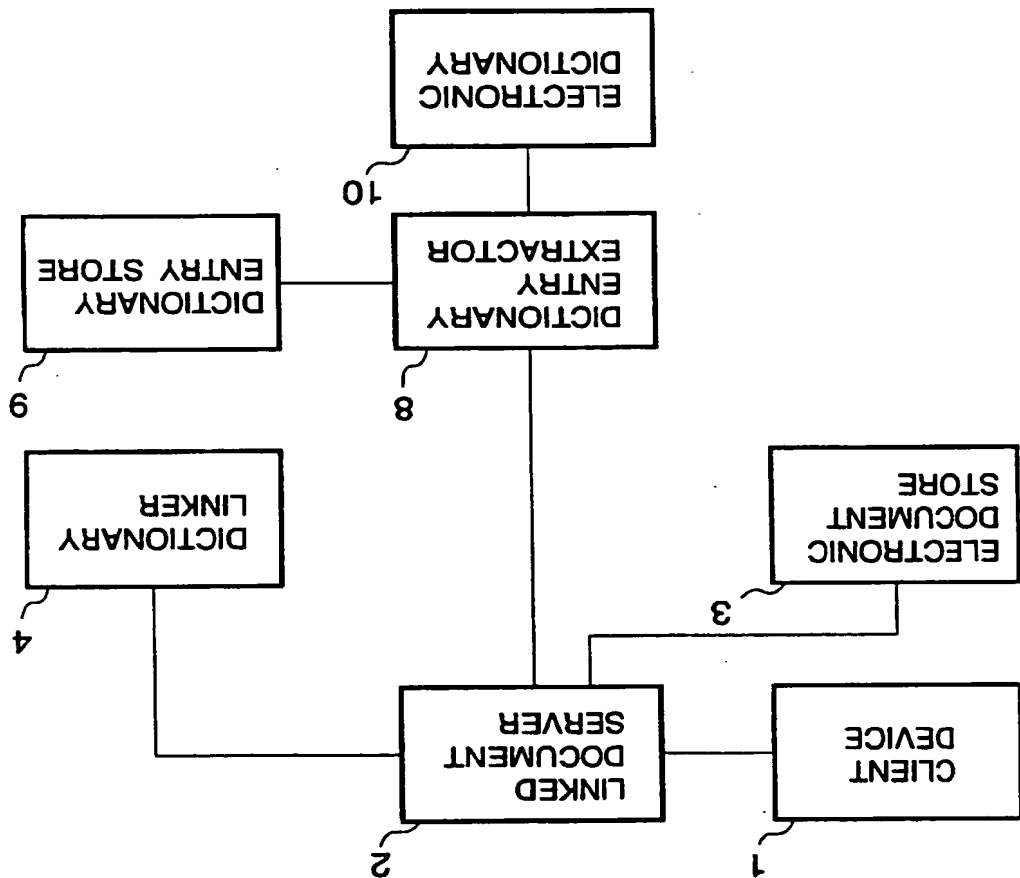 1
CLIENT
DEVICE
2
LINKED
DOCUMENT
SERVER
3
ELECTRONIC
DOCUMENT
STORE
4
DICTIONARY
LINKER
8
DICTIONARY
ENTRY
EXTRACTOR
9
DICTIONARY
ENTRY STORE
10
ELECTRONIC
DICTIONARY